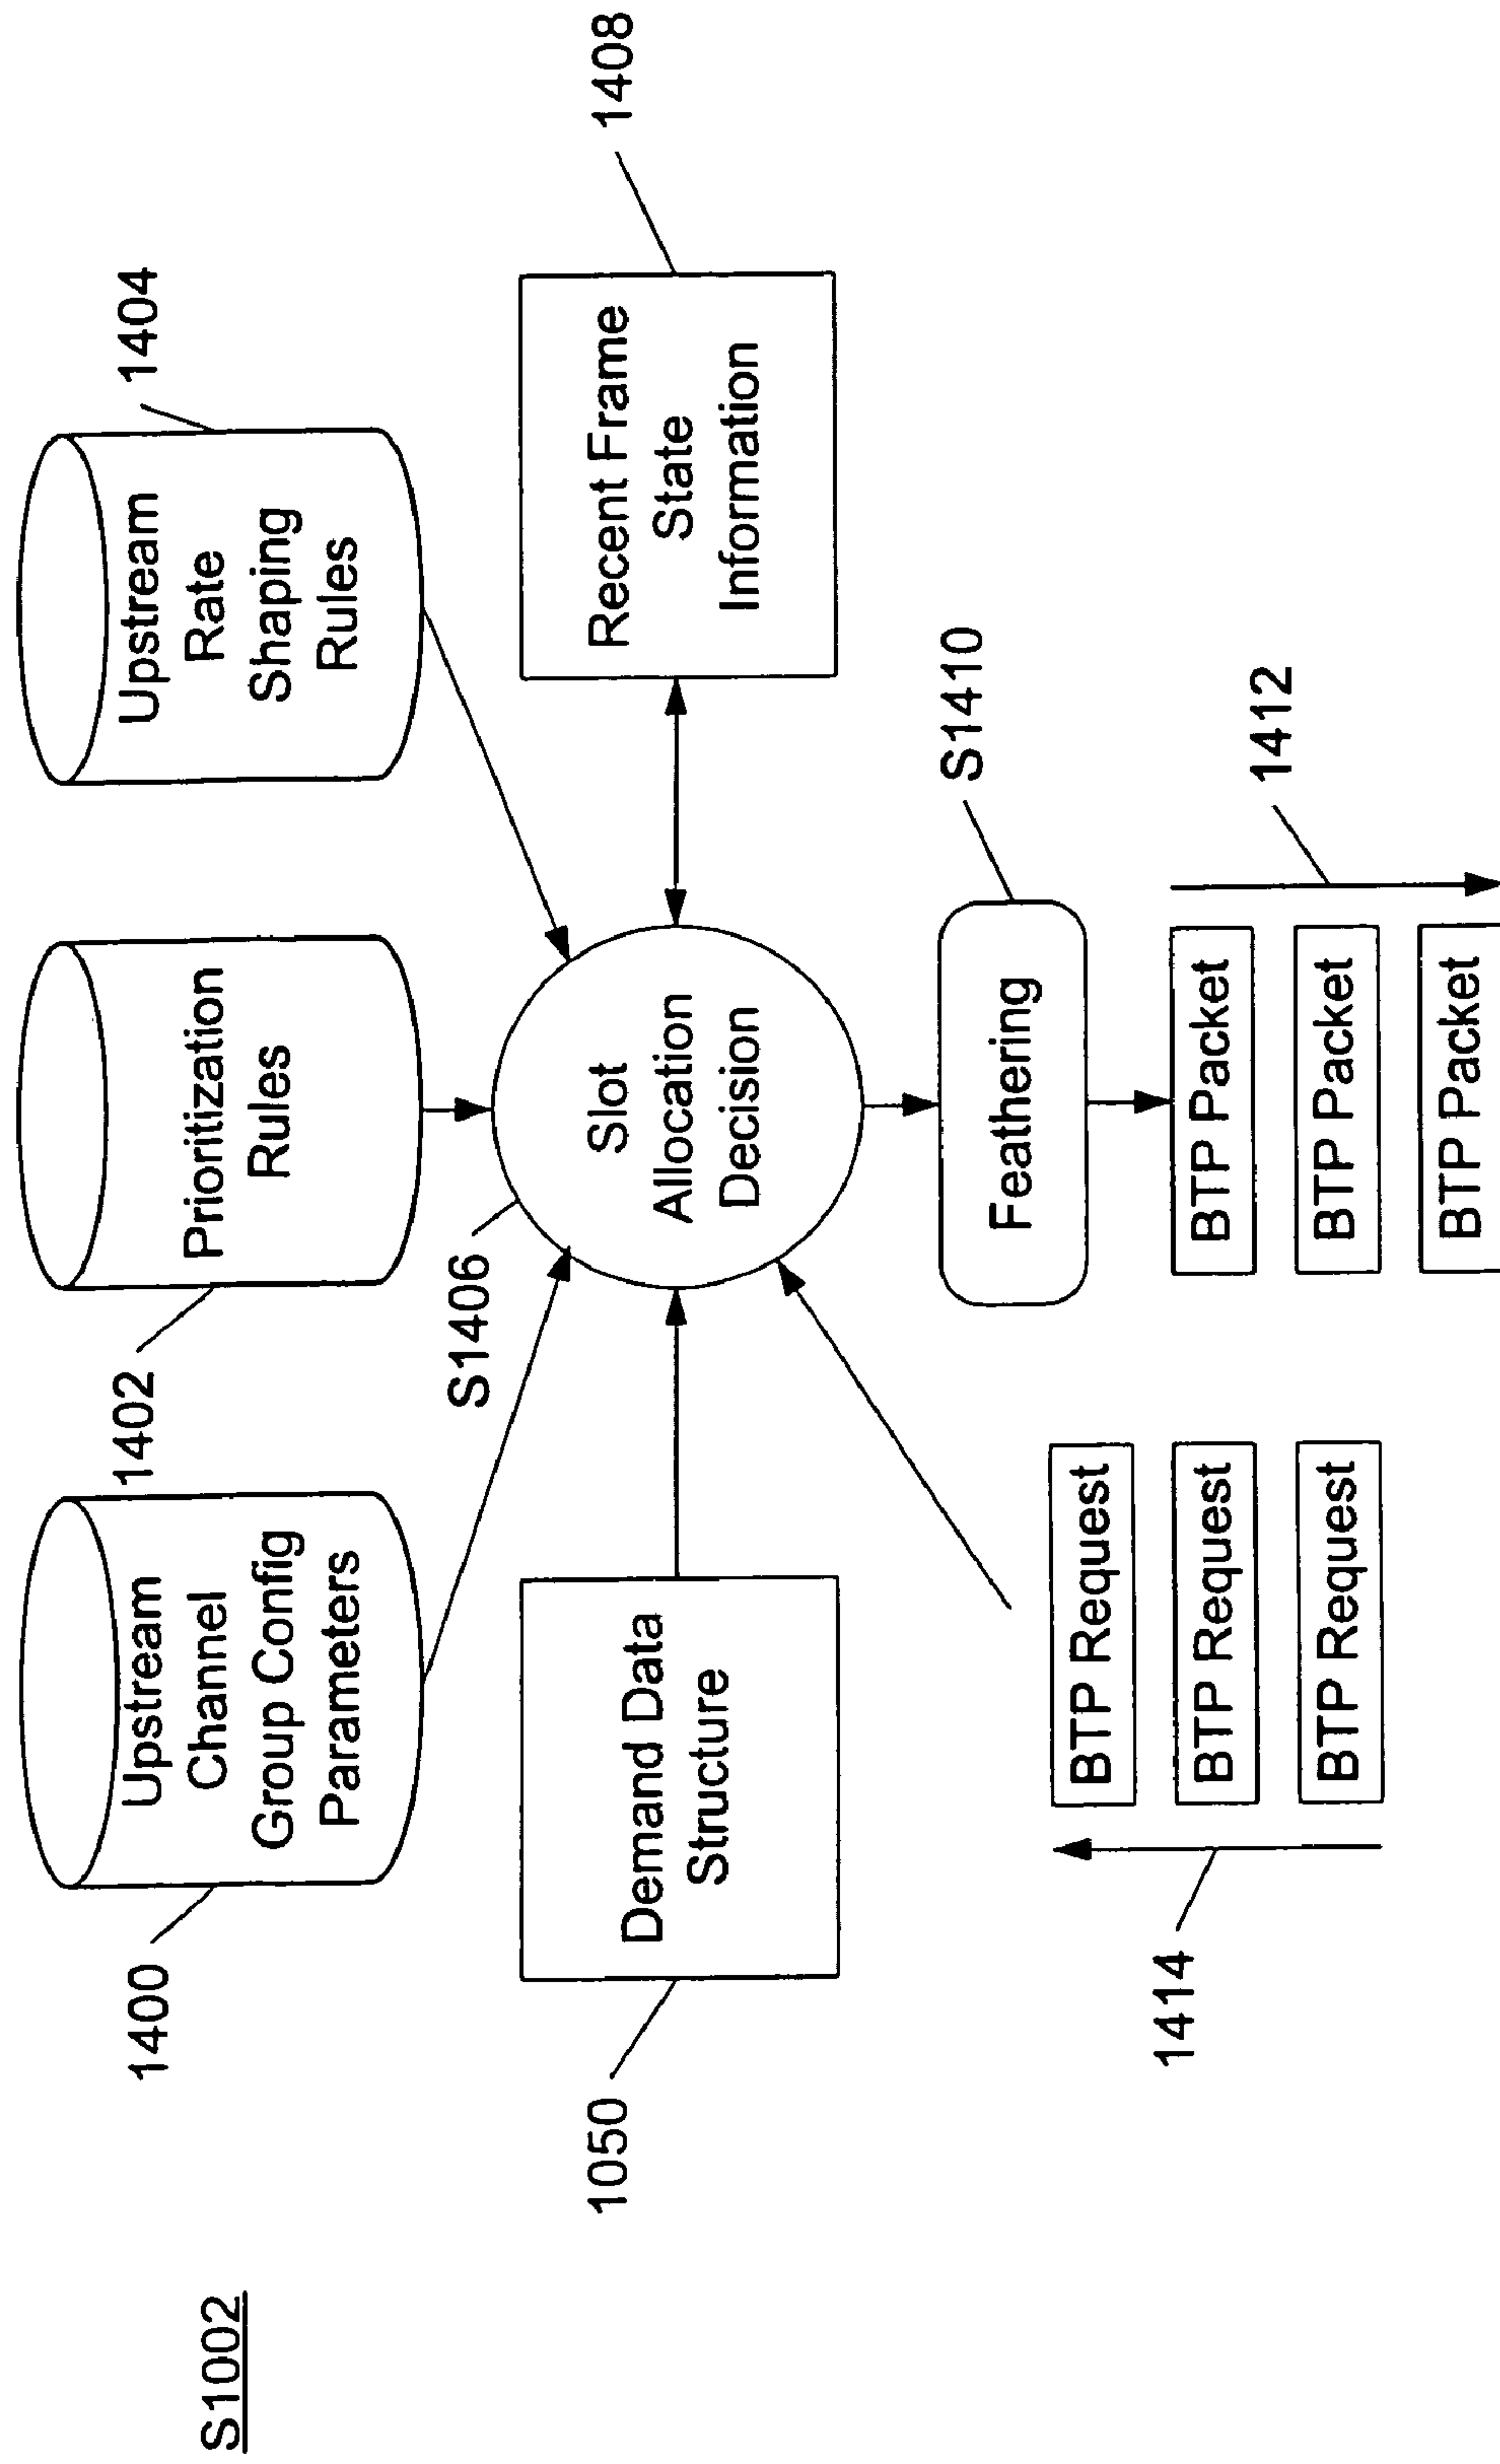 S1002
1400
Upstream
Channel
Group Config
Parameters
1402
Prioritization
Rules
1404
Upstream
Rate
Shaping
Rules
1050
Demand Data
Structure
S1406
Slot
Allocation
Decision
1408
Recent Frame
State
Information
S1410
Feathering
1414
BTP Request
BTP Request
BTP Request
1412
BTP Packet
BTP Packet
BTP Packet